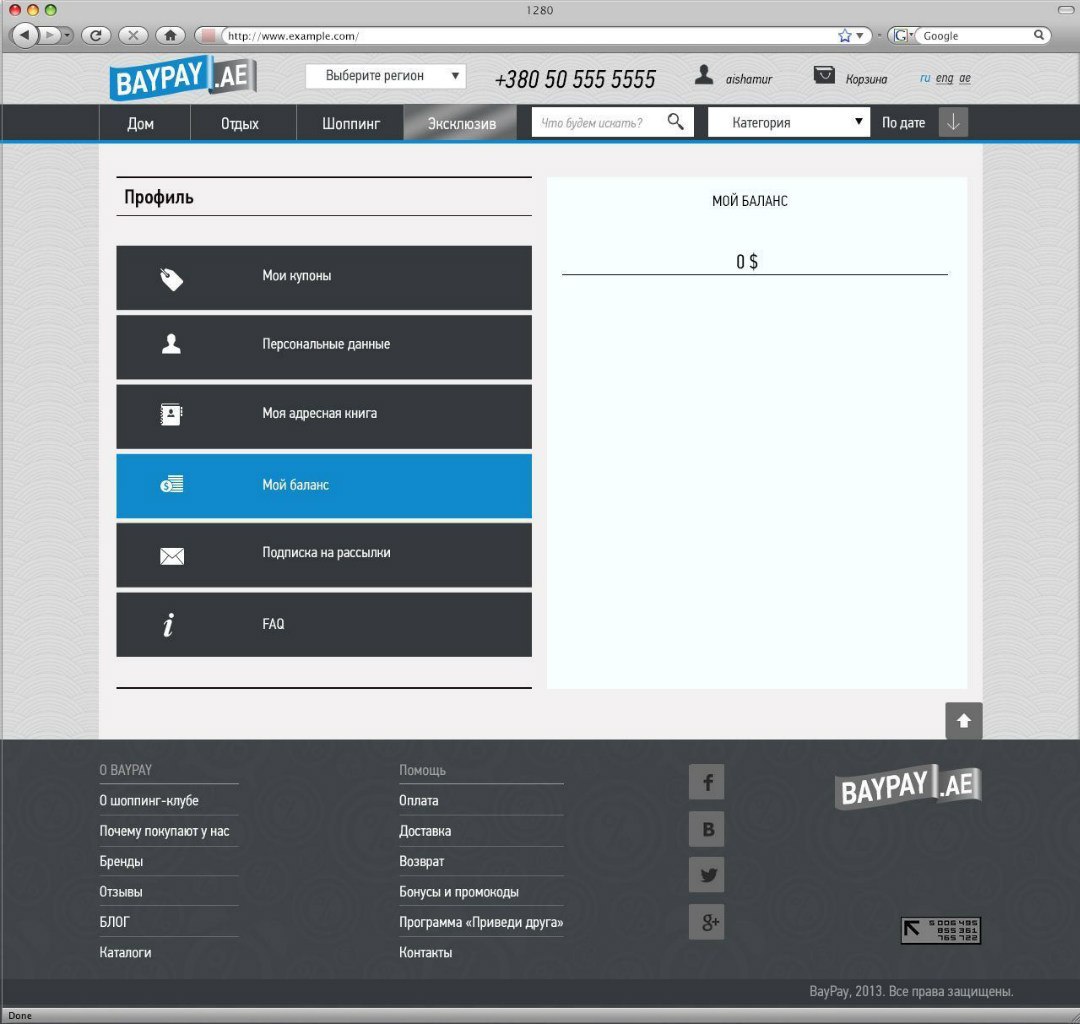 1280
http://www.example.com/
Google
BAYPAY.AE
Выберите регион
+380 50 555 5555
aishamur
Корзина
ru eng ae
Дом
Отдых
Шоппинг
Эксклюзив
Что будем искать?
Категория
По дате
Профиль
Мои купоны
Персональные данные
Моя адресная книга
Мой баланс
Подписка на рассылки
FAQ
МОЙ БАЛАНС
0 $
О BAYPAY
О шоппинг-клубе
Почему покупают у нас
Бренды
Отзывы
БЛОГ
Каталоги
Помощь
Оплата
Доставка
Возврат
Бонусы и промокоды
Программа «Приведи друга»
Контакты
BAYPAY.AE
5 006 495
855 361
765 722
BayPay, 2013. Все права защищены.
Done